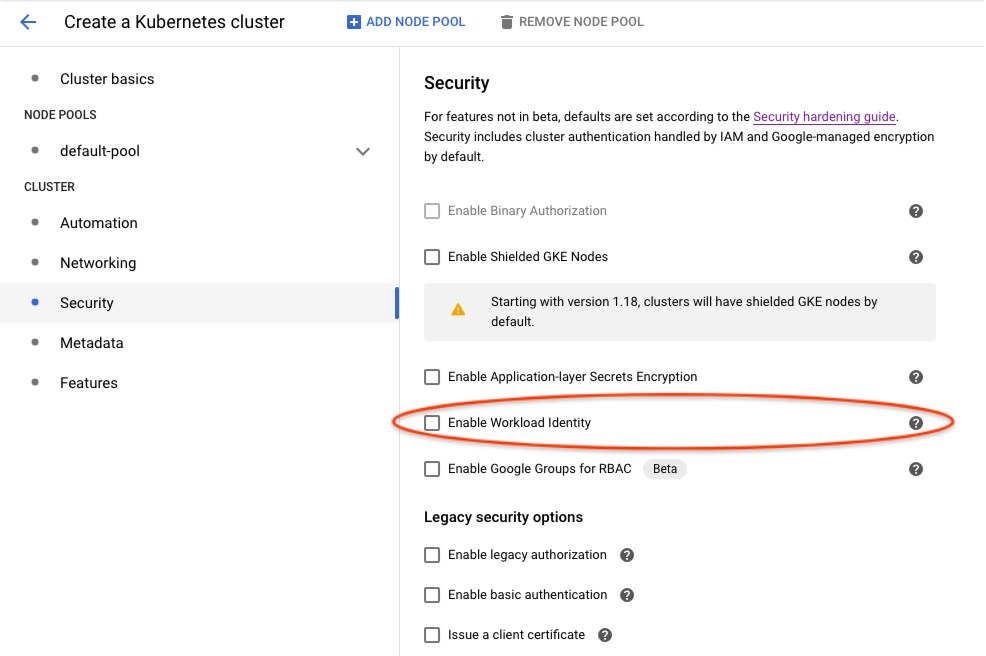 Create a Kubernetes cluster
ADD NODE POOL
REMOVE NODE POOL
Cluster basics
NODE POOLS
default-pool
CLUSTER
Automation
Networking
Security
Metadata
Features
Security
For features not in beta, defaults are set according to the Security hardening guide.
Security includes cluster authentication handled by IAM and Google-managed encryption
by default.
Enable Binary Authorization
Enable Shielded GKE Nodes
Starting with version 1.18, clusters will have shielded GKE nodes by
default.
Enable Application-layer Secrets Encryption
Enable Workload Identity
Enable Google Groups for RBAC Beta
Legacy security options
Enable legacy authorization
Enable basic authentication
Issue a client certificate